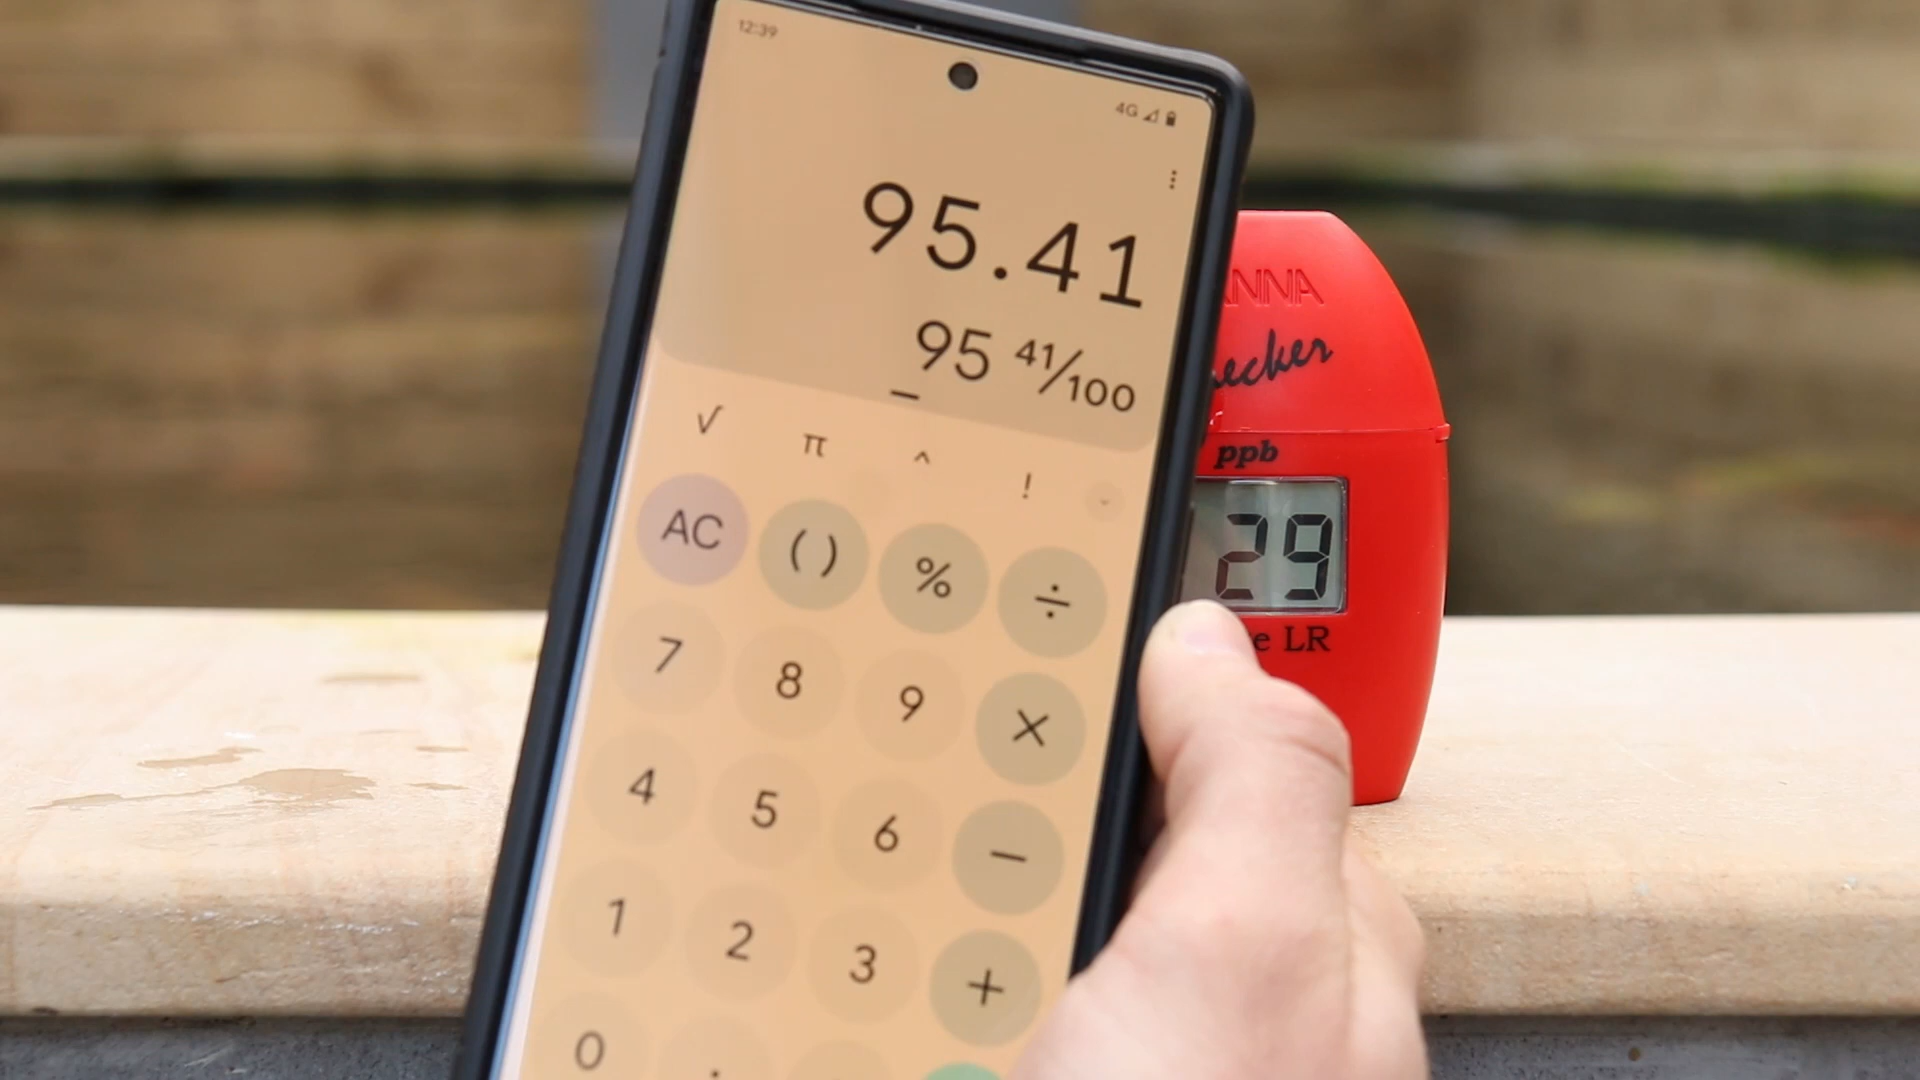 12:39
4G
95.41
95 41/100
√ π ^ !
AC ( ) % ÷
7 8 9 ×
4 5 6 −
1 2 3 +
0 .
NNA
ecker
ppb
29
e LR